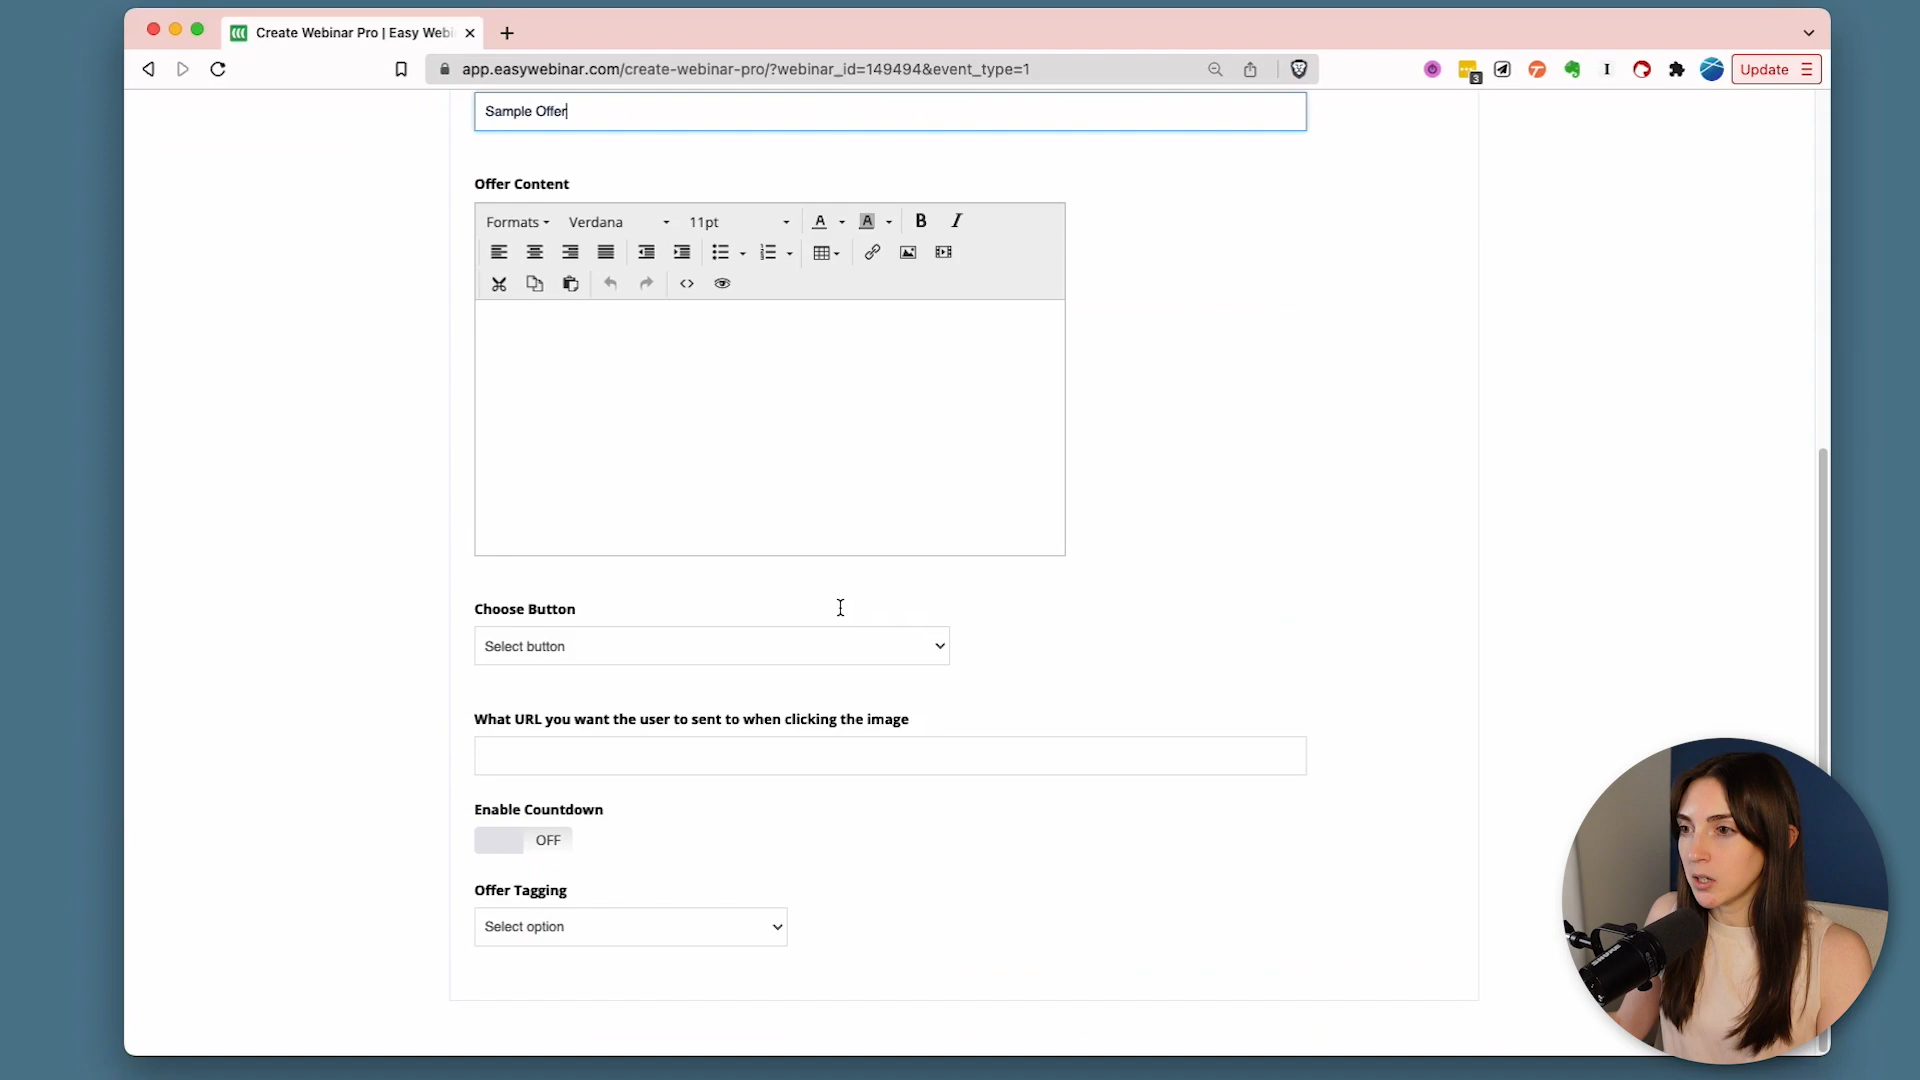 Create Webinar Pro | Easy Webi
app.easywebinar.com/create-webinar-pro/?webinar_id=149494&event_type=1
3
Update
Sample Offer
Offer Content
Formats Verdana 11pt A A B I
Choose Button
Select button
What URL you want the user to sent to when clicking the image
Enable Countdown
OFF
Offer Tagging
Select option